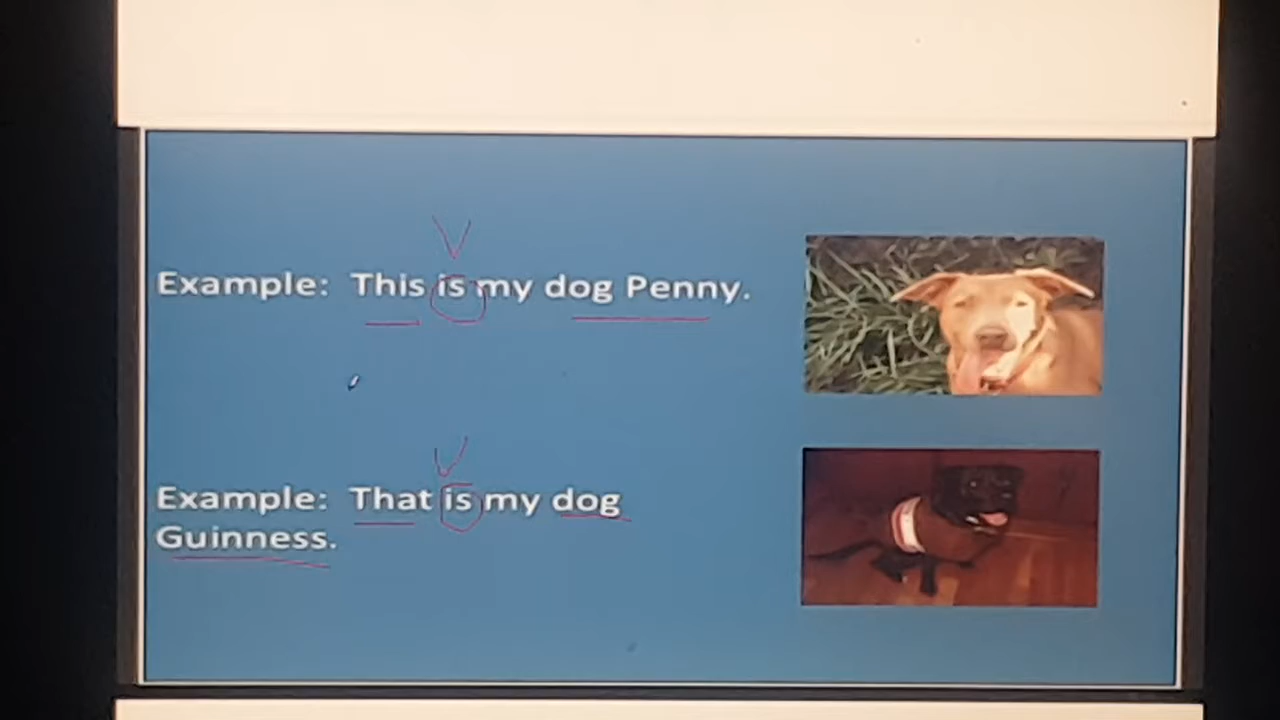 V
Example: This is my dog Penny.
V
Example: That is my dog
Guinness.